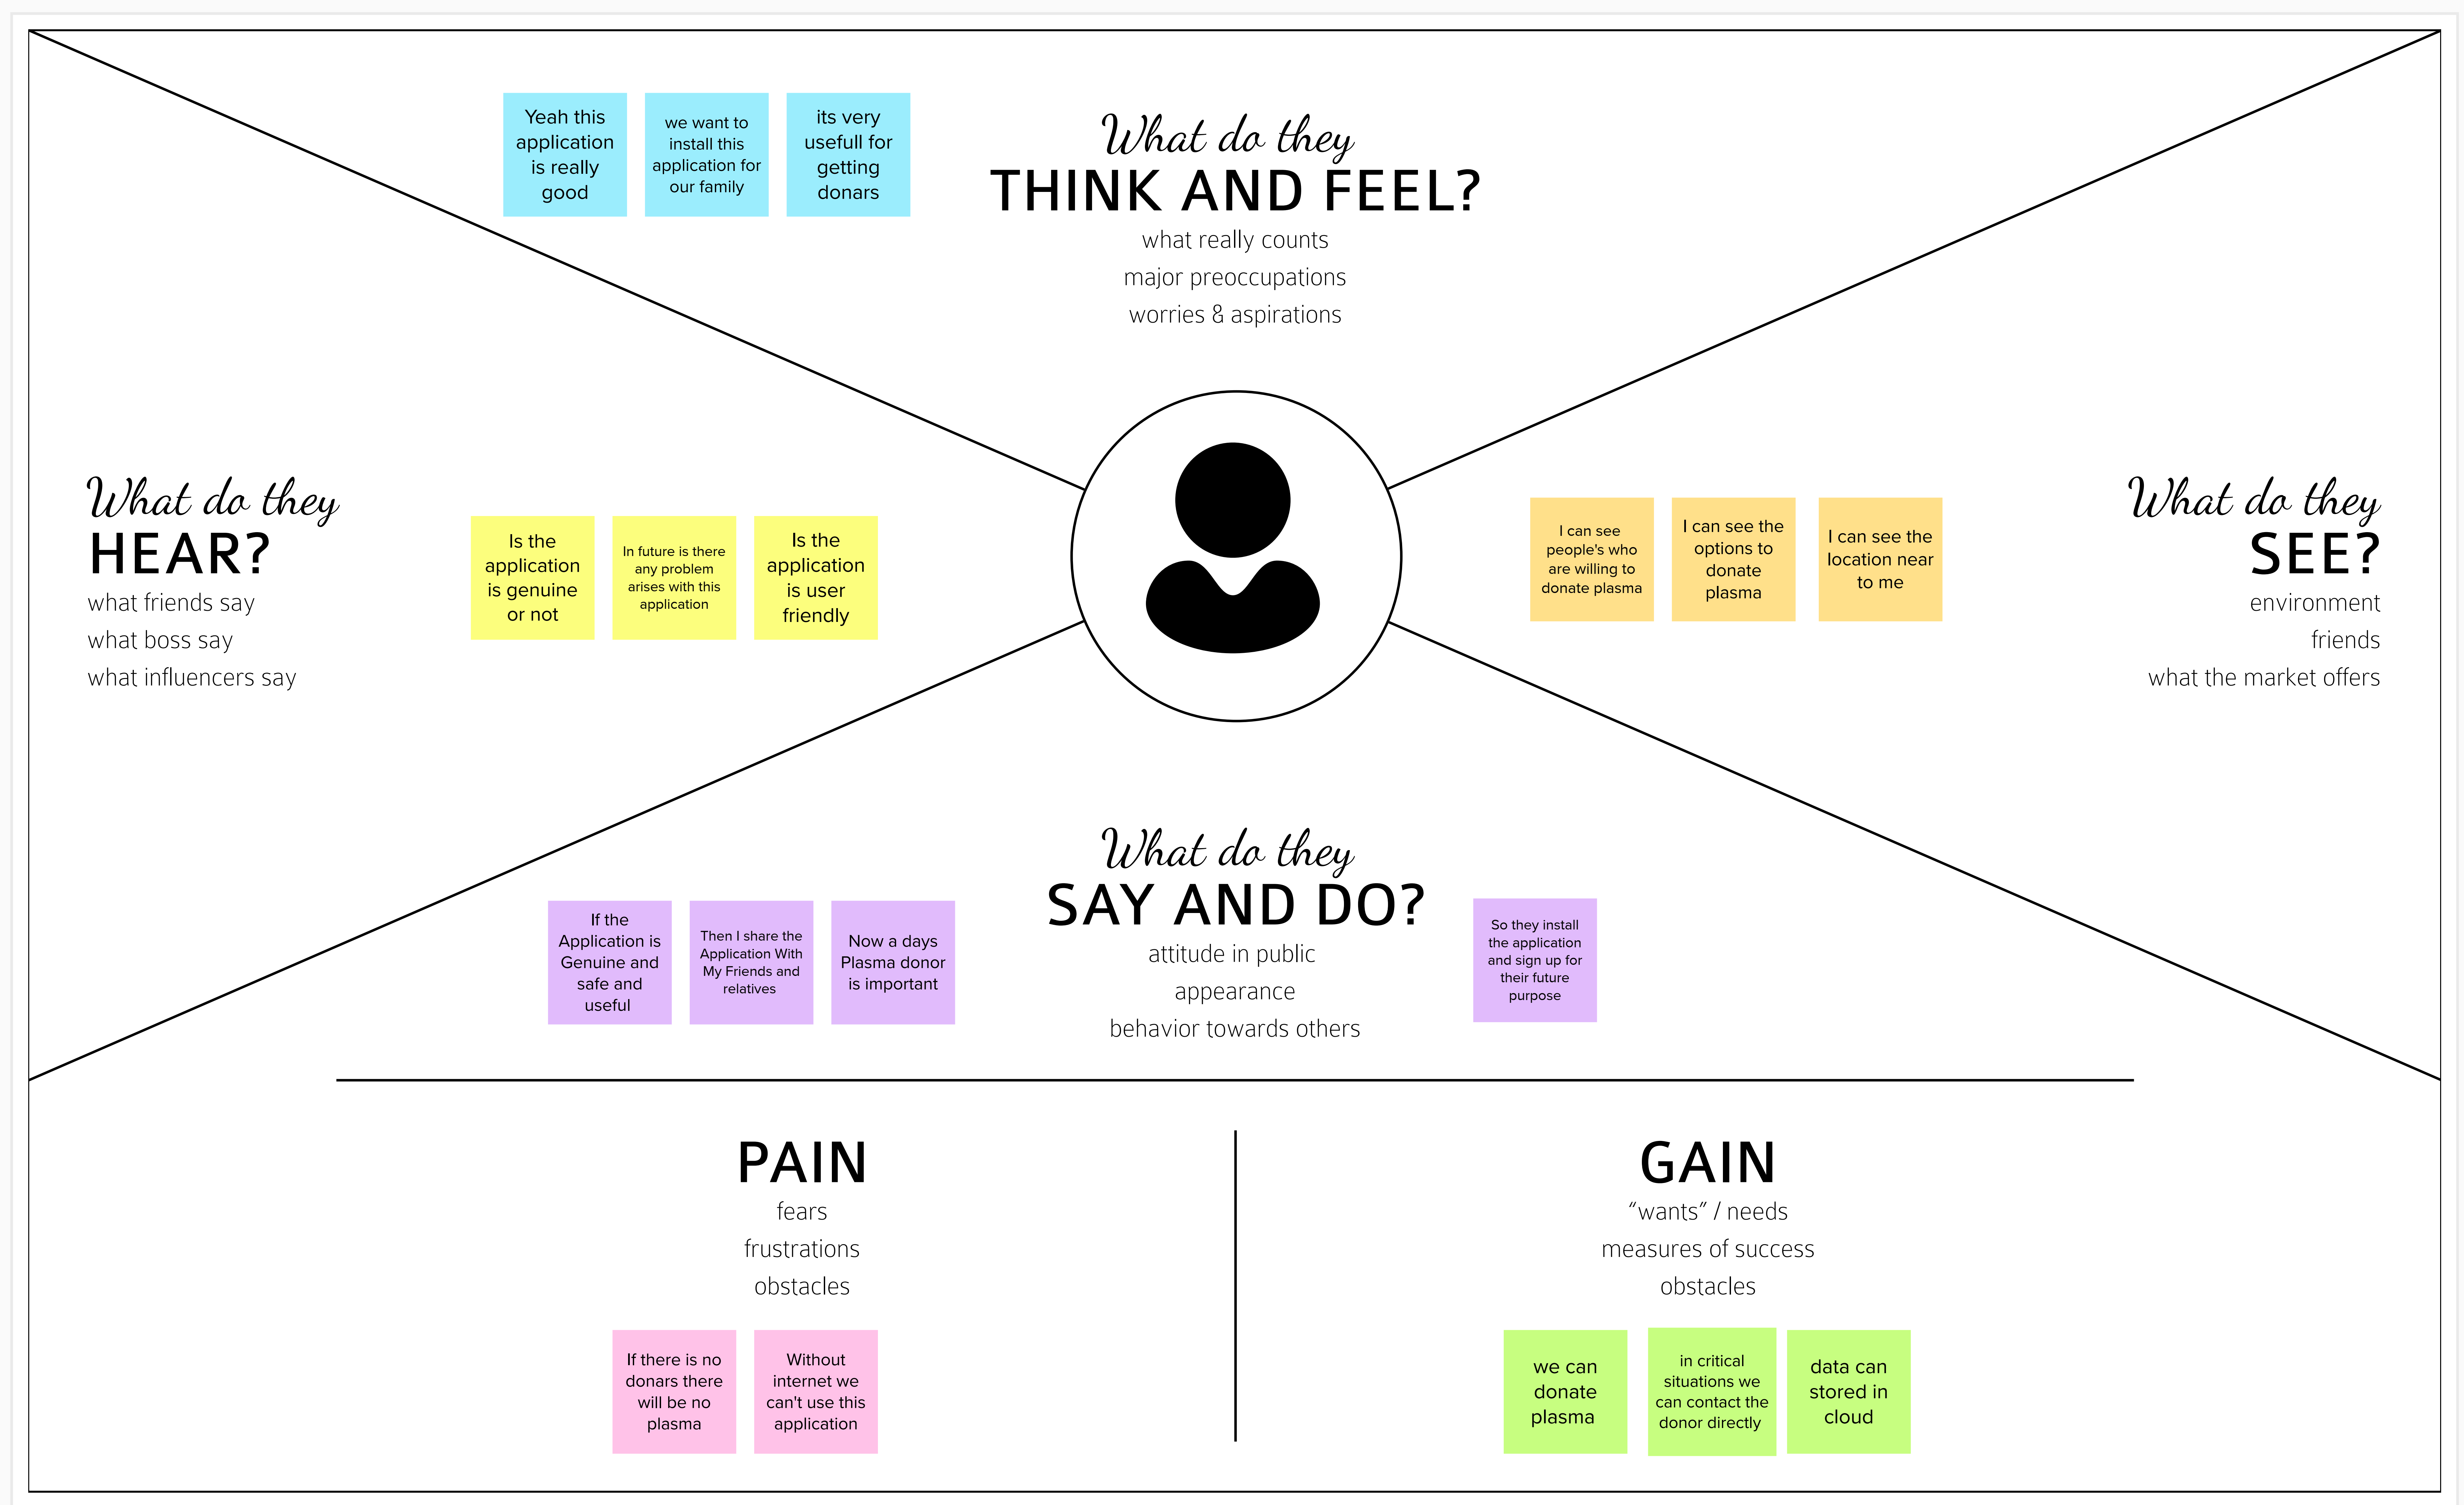 Yeah this
application
is really
good
we want to
install this
application for
our family
its very
usefull for
getting
donars
What do they
THINK AND FEEL?
what really counts
major preoccupations
worries & aspirations
What do they
HEAR?
what friends say
what boss say
what influencers say
Is the
application
is genuine
or not
In future is there
any problem
arises with this
application
Is the
application
is user
friendly
I can see
people's who
are willing to
donate plasma
I can see the
options to
donate
plasma
I can see the
location near
to me
What do they
SEE?
environment
friends
what the market offers
What do they
SAY AND DO?
attitude in public
appearance
behavior towards others
If the
Application is
Genuine and
safe and
useful
Then I share the
Application With
My Friends and
relatives
Now a days
Plasma donor
is important
So they install
the application
and sign up for
their future
purpose
PAIN
fears
frustrations
obstacles
If there is no
donars there
will be no
plasma
Without
internet we
can't use this
application
GAIN
“wants” / needs
measures of success
obstacles
we can
donate
plasma
in critical
situations we
can contact the
donor directly
data can
stored in
cloud